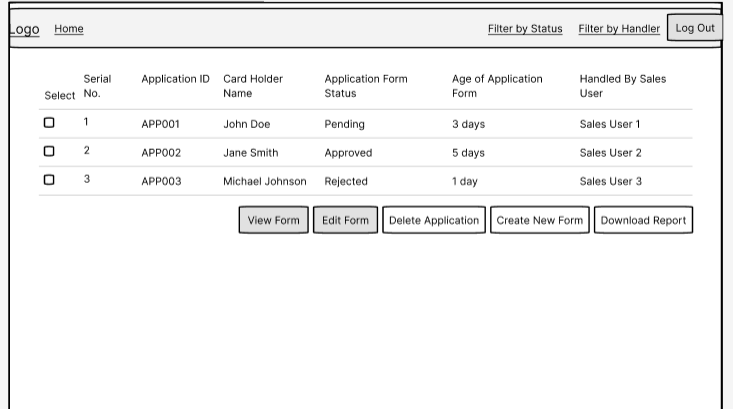 Logo Home Filter by Status Filter by Handler Log Out
Select Serial No. Application ID Card Holder Name Application Form Status Age of Application Form Handled By Sales User
1 APP001 John Doe Pending 3 days Sales User 1
2 APP002 Jane Smith Approved 5 days Sales User 2
3 APP003 Michael Johnson Rejected 1 day Sales User 3
View Form Edit Form Delete Application Create New Form Download Report